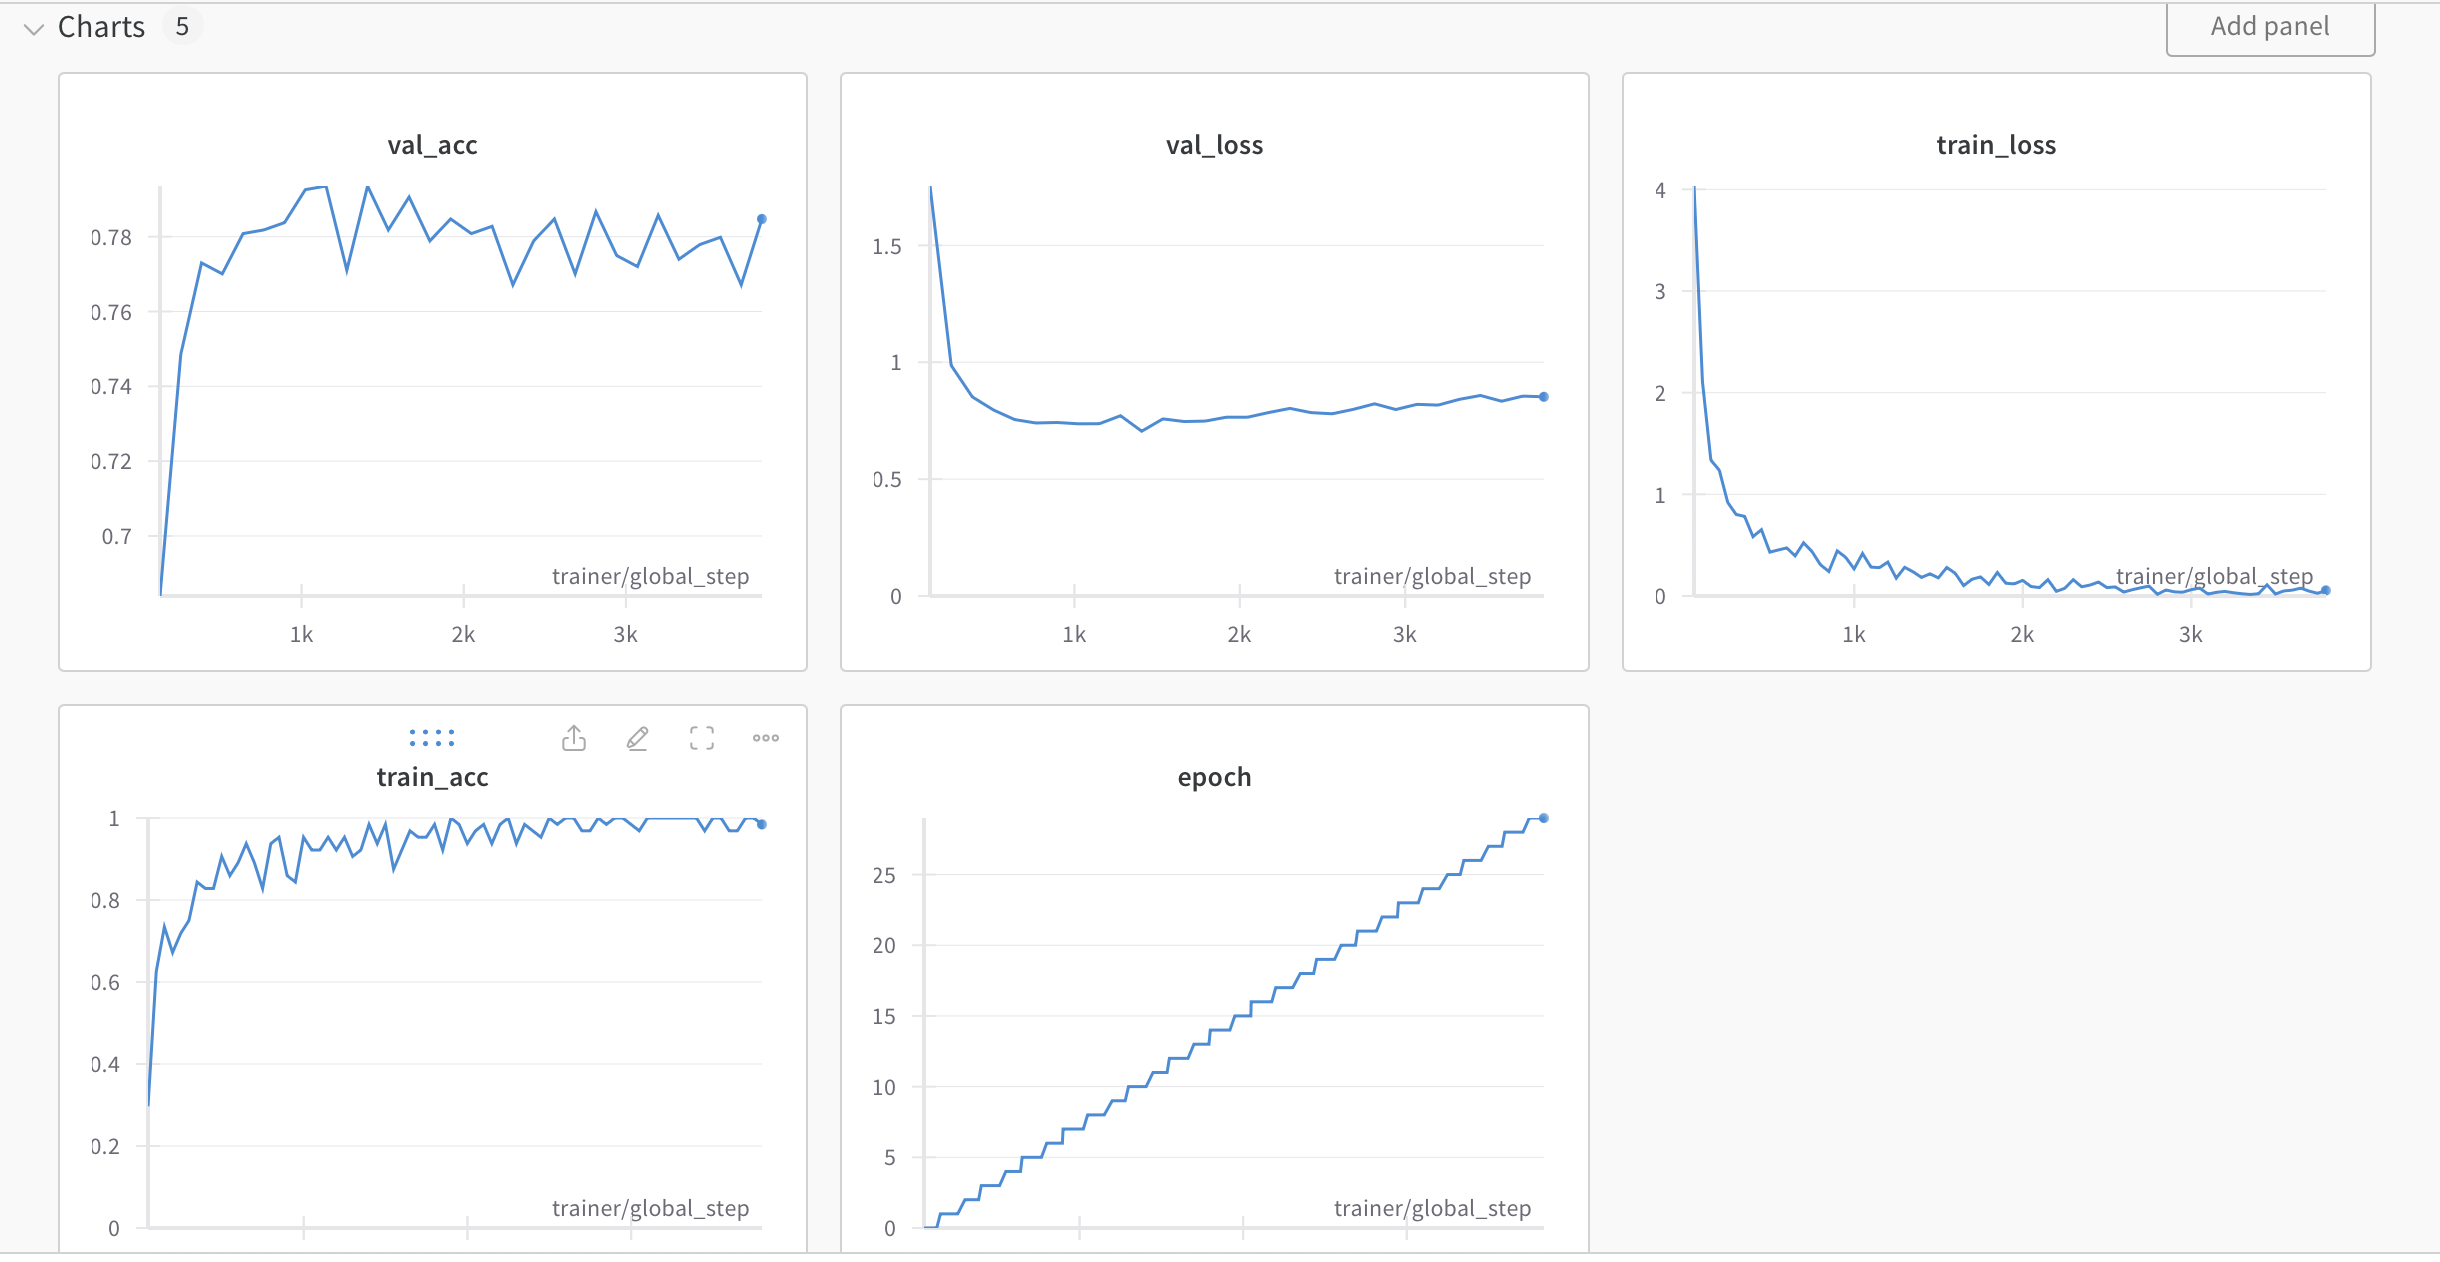 Charts 5
Add panel
val_acc
0.78
0.76
0.74
0.72
0.7
trainer/global_step
1k 2k 3k
val_loss
1.5
1
0.5
0
trainer/global_step
1k 2k 3k
train_loss
4
3
2
1
0
trainer/global_step
1k 2k 3k
train_acc
1
0.8
0.6
0.4
0.2
0
trainer/global_step
epoch
25
20
15
10
5
0
trainer/global_step